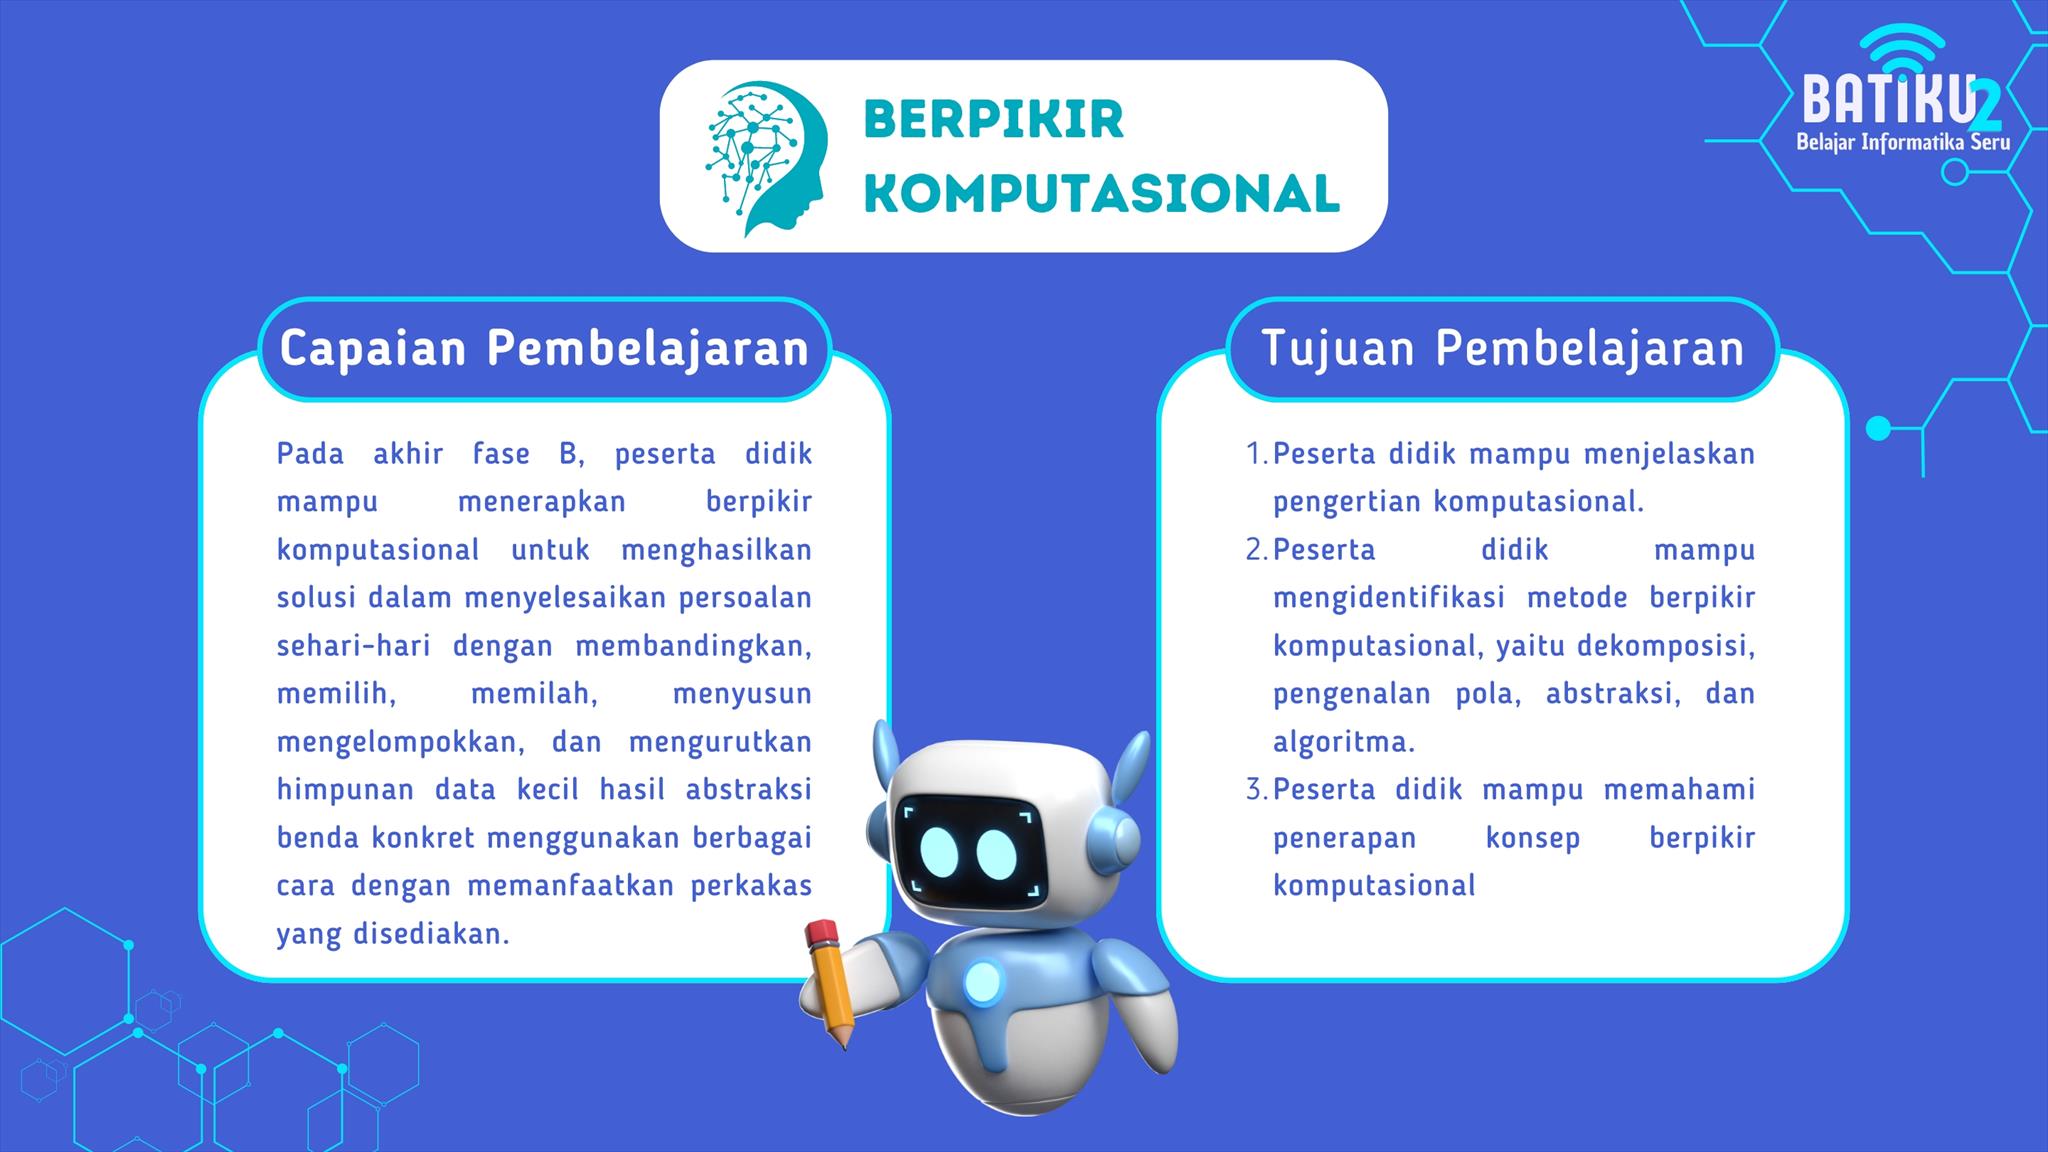 BERPIKIR
KOMPUTASIONAL
BATIKU2
Belajar Informatika Seru
Capaian Pembelajaran
Pada akhir fase B, peserta didik
mampu menerapkan berpikir
komputasional untuk menghasilkan
solusi dalam menyelesaikan persoalan
sehari-hari dengan membandingkan,
memilih, memilah, menyusun
mengelompokkan, dan mengurutkan
himpunan data kecil hasil abstraksi
benda konkret menggunakan berbagai
cara dengan memanfaatkan perkakas
yang disediakan.
Tujuan Pembelajaran
1. Peserta didik mampu menjelaskan
pengertian komputasional.
2. Peserta didik mampu
mengidentifikasi metode berpikir
komputasional, yaitu dekomposisi,
pengenalan pola, abstraksi, dan
algoritma.
3. Peserta didik mampu memahami
penerapan konsep berpikir
komputasional